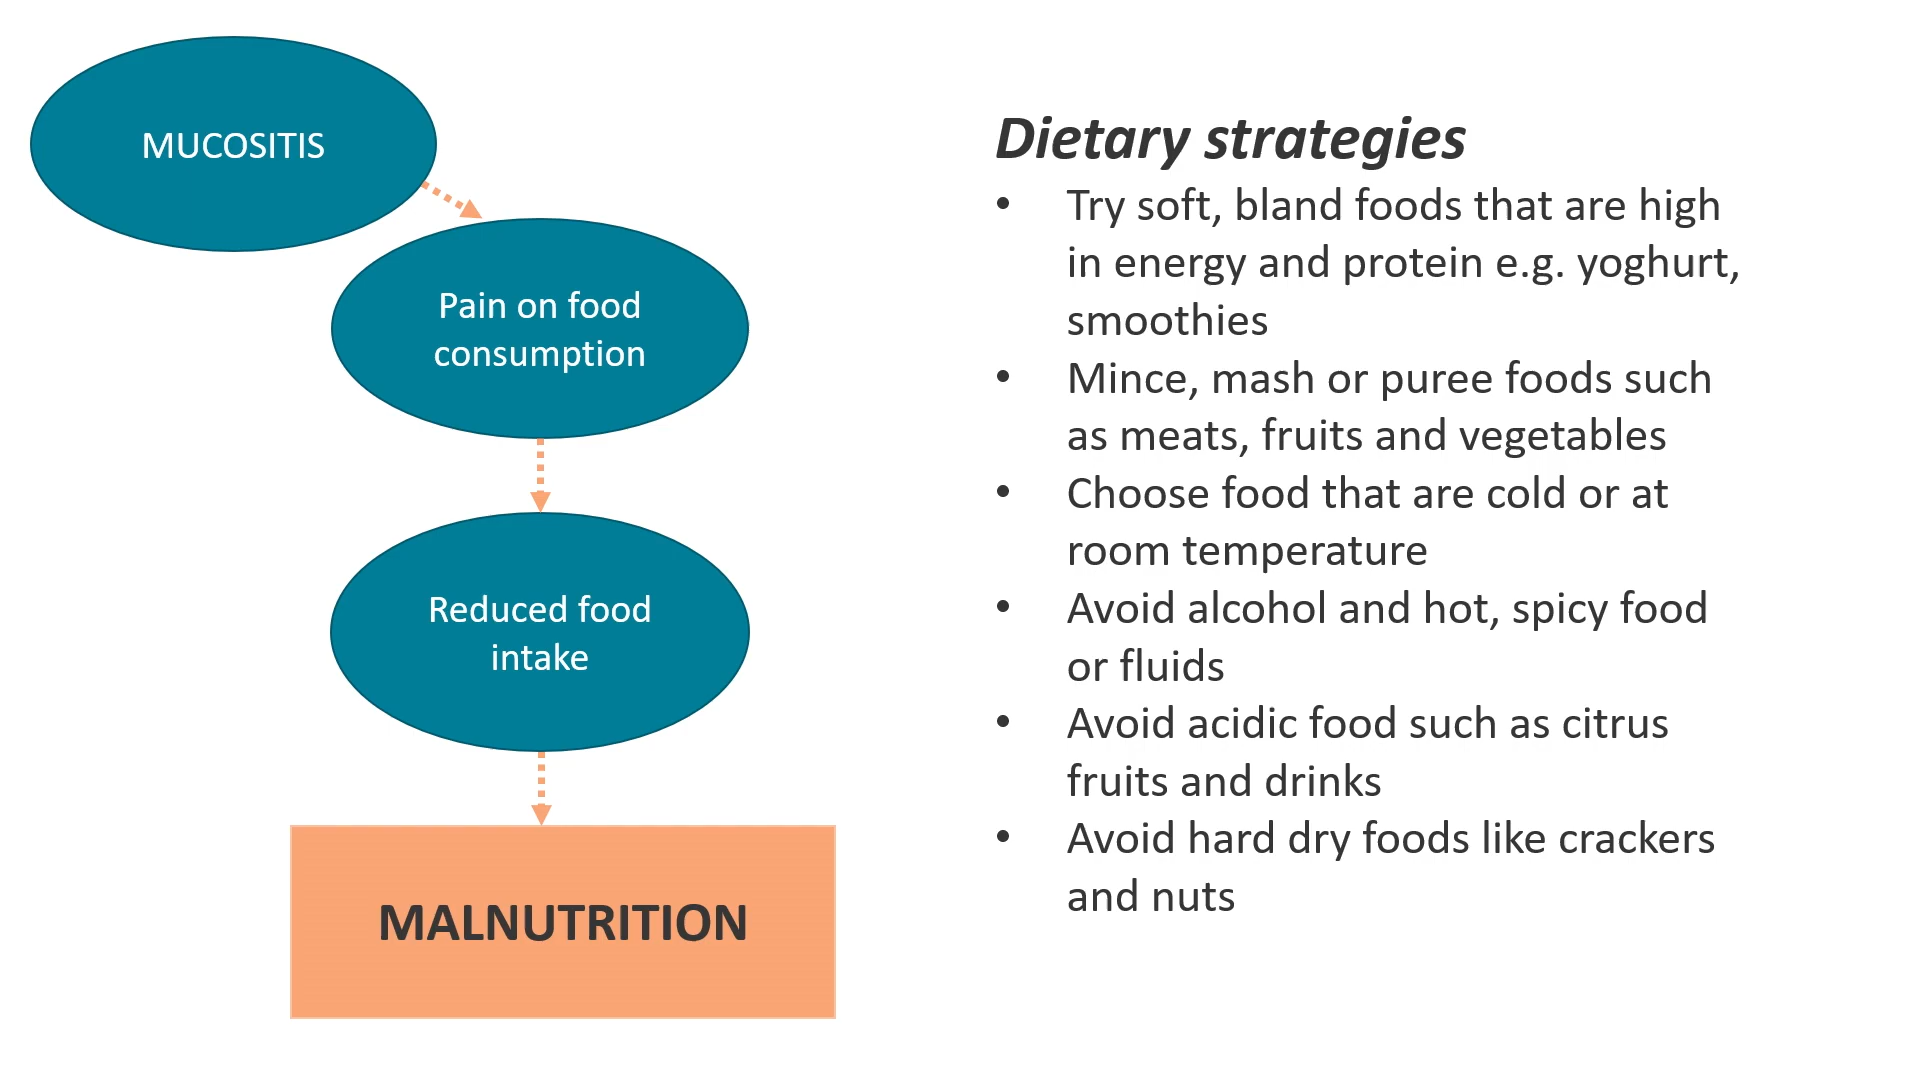 MUCOSITIS
Pain on food
consumption
Reduced food
intake
MALNUTRITION
Dietary strategies
• Try soft, bland foods that are high
in energy and protein e.g. yoghurt,
smoothies
• Mince, mash or puree foods such
as meats, fruits and vegetables
• Choose food that are cold or at
room temperature
• Avoid alcohol and hot, spicy food
or fluids
• Avoid acidic food such as citrus
fruits and drinks
• Avoid hard dry foods like crackers
and nuts